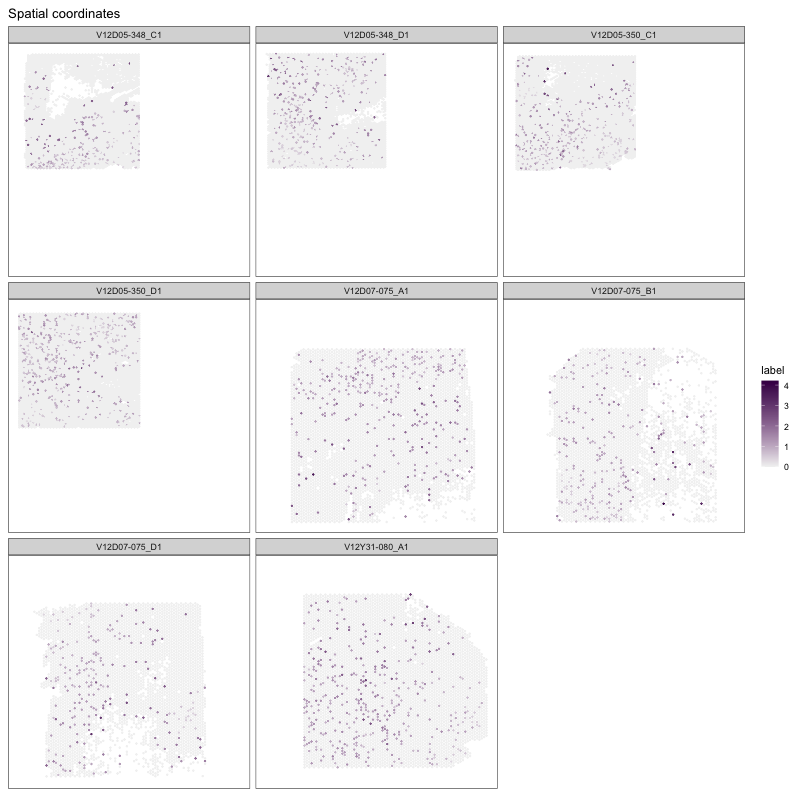 Spatial coordinates
V12D05-348_C1
V12D05-348_D1
V12D05-350_C1
V12D05-350_D1
V12D07-075_A1
V12D07-075_B1
label
4
3
2
1
0
V12D07-075_D1
V12Y31-080_A1